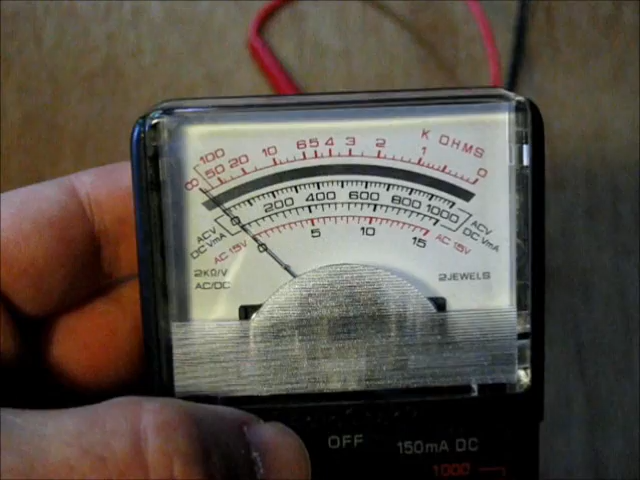 K OHMS
∞ 100 50 20 10 6 5 4 3 2 1 0
0 200 400 600 800 1000
ACV DC VmA
ACV DC VmA
AC 15V 0 5 10 15 AC 15V
2KΩ/V
AC/DC
2JEWELS
OFF
150mA DC
1000